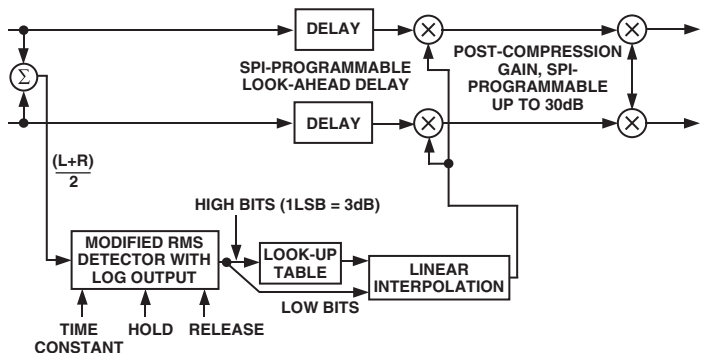 DELAY
SPI-PROGRAMMABLE
LOOK-AHEAD DELAY
POST-COMPRESSION
GAIN, SPI-
PROGRAMMABLE
UP TO 30dB
Σ
DELAY
(L+R)
2
HIGH BITS (1LSB = 3dB)
MODIFIED RMS
DETECTOR WITH
LOG OUTPUT
LOOK-UP
TABLE
LINEAR
INTERPOLATION
LOW BITS
TIME
CONSTANT
HOLD
RELEASE